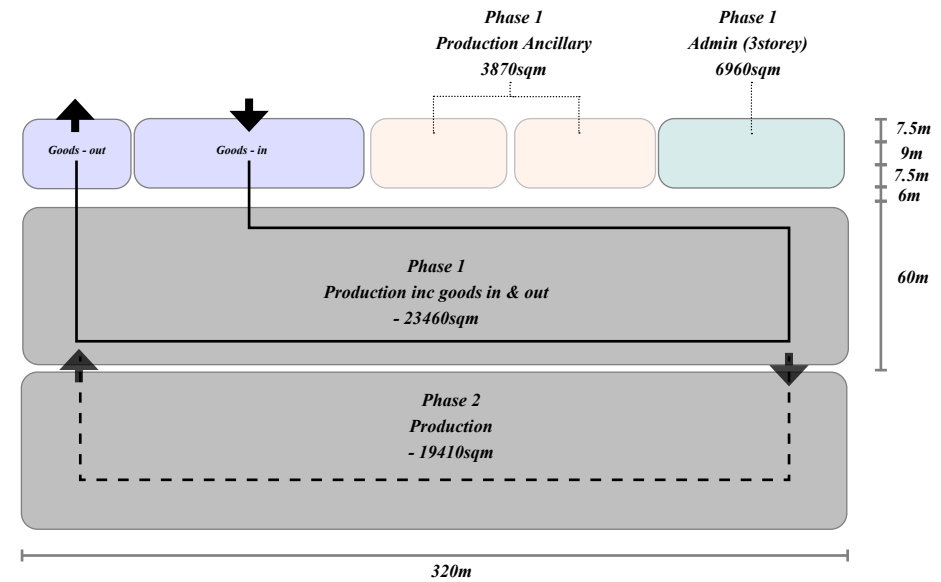 Phase 1
Production Ancillary
3870sqm
Phase 1
Admin (3storey)
6960sqm
Goods - out
Goods - in
7.5m
9m
7.5m
6m
60m
Phase 1
Production inc goods in & out
- 23460sqm
Phase 2
Production
- 19410sqm
320m